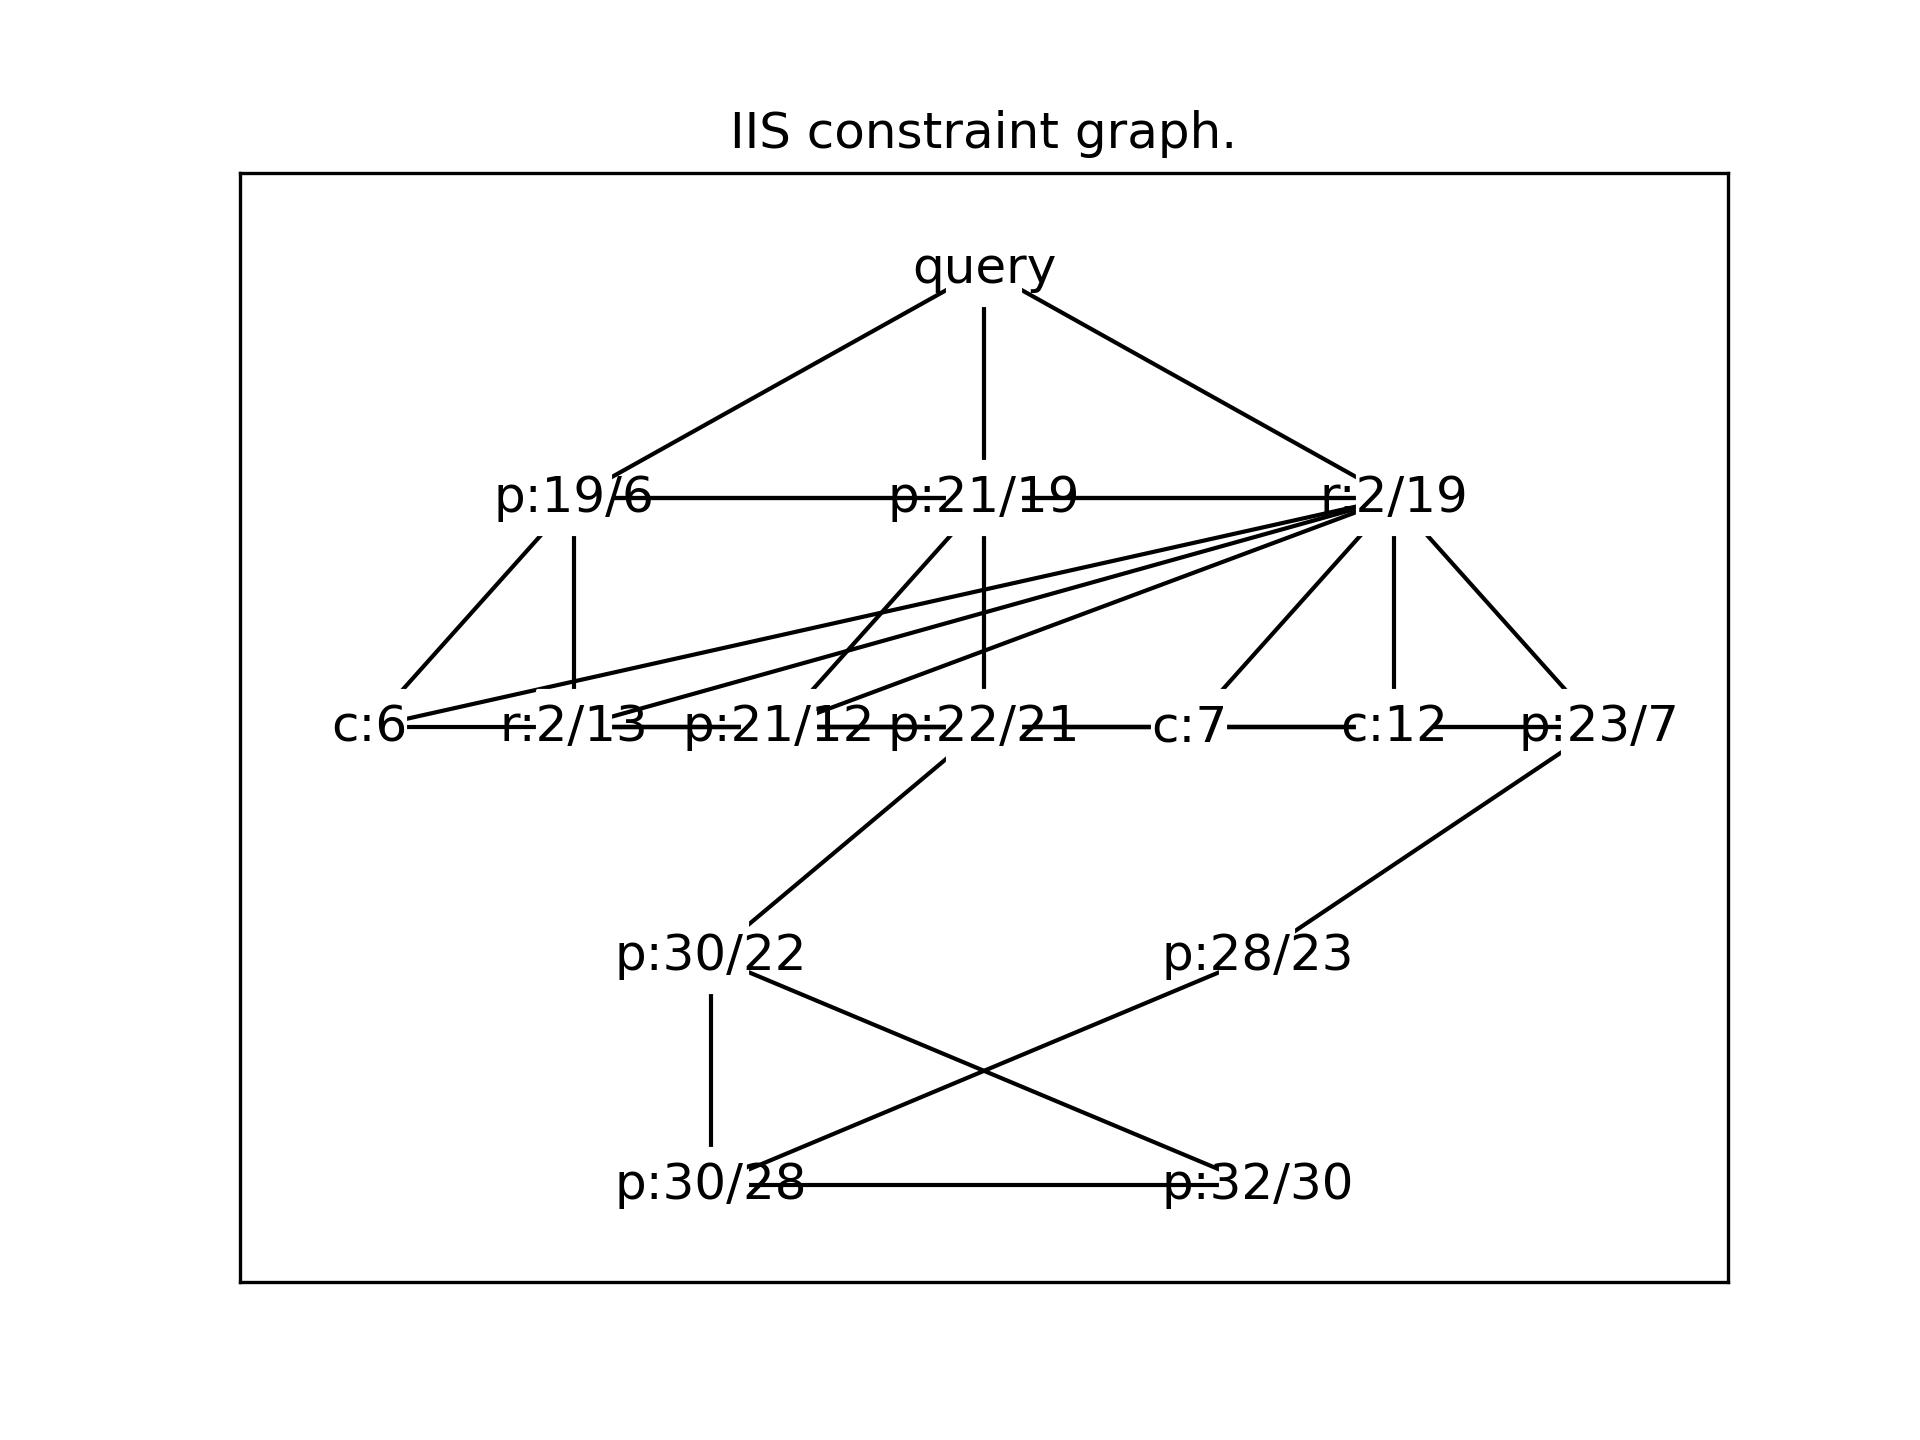 IIS constraint graph.
query
p:19/6 p:21/19 r:2/19
c:6 r:2/13 p:21/12 p:22/21 c:7 c:12 p:23/7
p:30/22 p:28/23
p:30/28 p:32/30